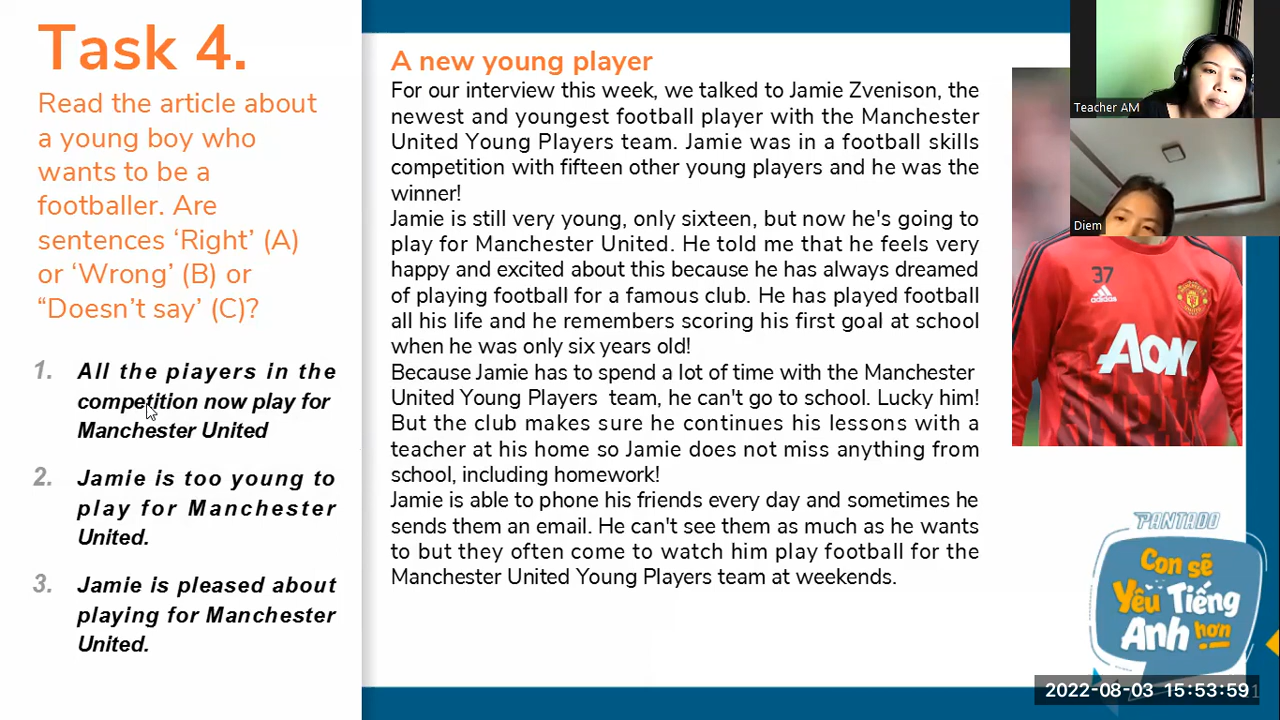 Task 4.
Read the article about
a young boy who
wants to be a
footballer. Are
sentences ‘Right’ (A)
or ‘Wrong’ (B) or
“Doesn’t say’ (C)?
1. All the players in the
competition now play for
Manchester United
2. Jamie is too young to
play for Manchester
United.
3. Jamie is pleased about
playing for Manchester
United.
A new young player
For our interview this week, we talked to Jamie Zvenison, the
newest and youngest football player with the Manchester
United Young Players team. Jamie was in a football skills
competition with fifteen other young players and he was the
winner!
Jamie is still very young, only sixteen, but now he's going to
play for Manchester United. He told me that he feels very
happy and excited about this because he has always dreamed
of playing football for a famous club. He has played football
all his life and he remembers scoring his first goal at school
when he was only six years old!
Because Jamie has to spend a lot of time with the Manchester
United Young Players team, he can't go to school. Lucky him!
But the club makes sure he continues his lessons with a
teacher at his home so Jamie does not miss anything from
school, including homework!
Jamie is able to phone his friends every day and sometimes he
sends them an email. He can't see them as much as he wants
to but they often come to watch him play football for the
Manchester United Young Players team at weekends.
Teacher AM
Diem
37
adidas
AON
PANTADO
Con sẽ
Yêu Tiếng
Anh hơn
2022-08-03 15:53:59